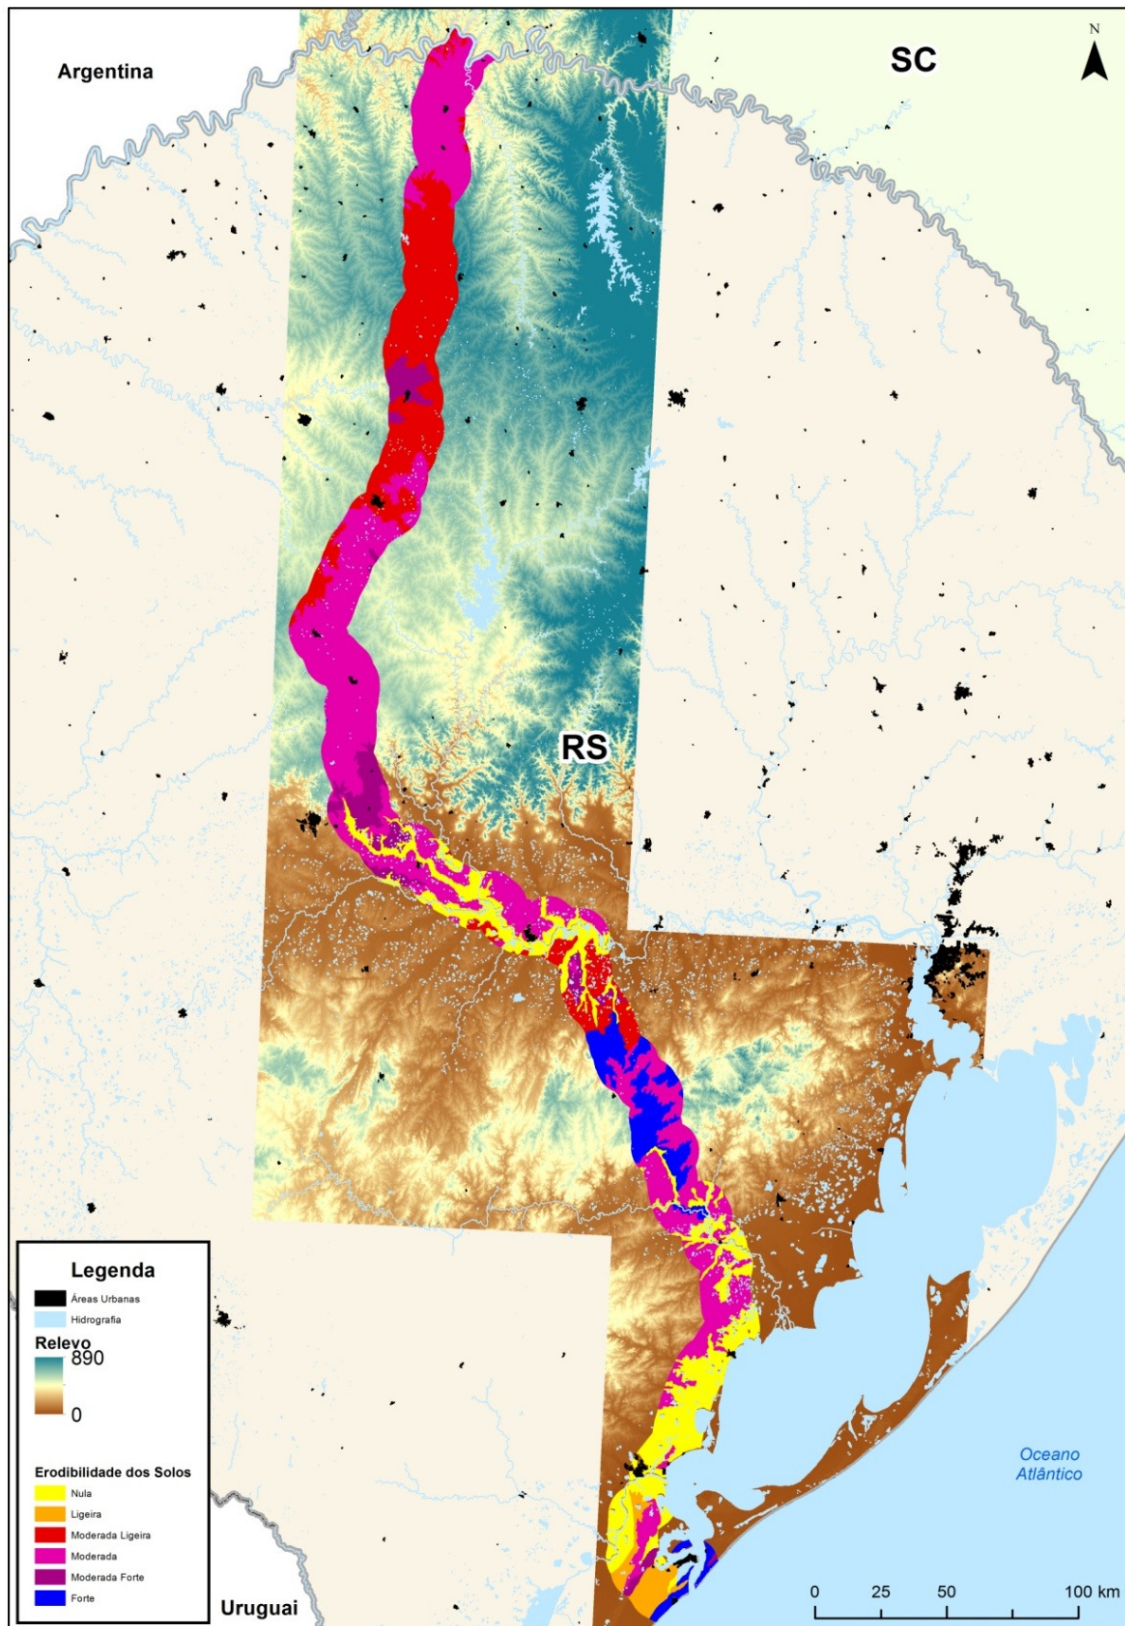 Argentina
SC
N
RS
Legenda
Áreas Urbanas
Hidrografia
Relevo
890
0
Erodibilidade dos Solos
Nula
Ligeira
Moderada Ligeira
Moderada
Moderada Forte
Forte
Uruguai
Oceano
Atlântico
0 25 50 100 km